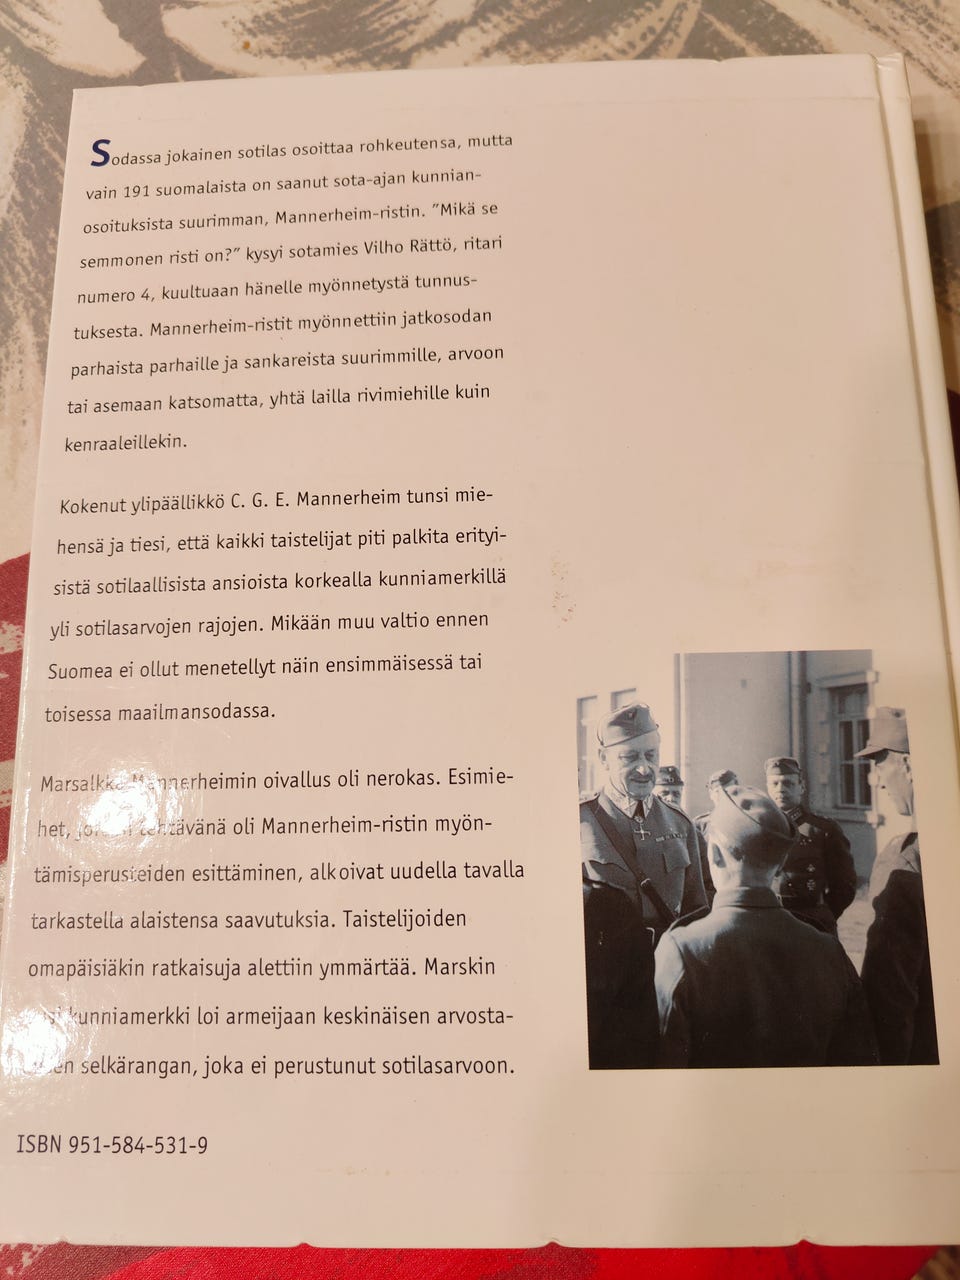 Sodassa jokainen sotilas osoittaa rohkeutensa, mutta
vain 191 suomalaista on saanut sota-ajan kunnian-
osoituksista suurimman, Mannerheim-ristin. "Mikä se
semmonen risti on?" kysyi sotamies Vilho Rättö, ritari
numero 4, kuultuaan hänelle myönnetystä tunnus-
tuksesta. Mannerheim-ristit myönnettiin jatkosodan
parhaista parhaille ja sankareista suurimmille, arvoon
tai asemaan katsomatta, yhtä lailla rivimiehille kuin
kenraaleillekin.
Kokenut ylipäällikkö C. G. E. Mannerheim tunsi mie-
hensä ja tiesi, että kaikki taistelijat piti palkita erityi-
sistä sotilaallisista ansioista korkealla kunniamerkillä
yli sotilasarvojen rajojen. Mikään muu valtio ennen
Suomea ei ollut menetellyt näin ensimmäisessä tai
toisessa maailmansodassa.
Marsalkka Mannerheimin oivallus oli nerokas. Esimie-
het, joiden tehtävänä oli Mannerheim-ristin myön-
tämisperusteiden esittäminen, alkoivat uudella tavalla
tarkastella alaistensa saavutuksia. Taistelijoiden
omapäisiäkin ratkaisuja alettiin ymmärtää. Marskin
kunniamerkki loi armeijaan keskinäisen arvosta-
selkärangan, joka ei perustunut sotilasarvoon.
ISBN 951-584-531-9